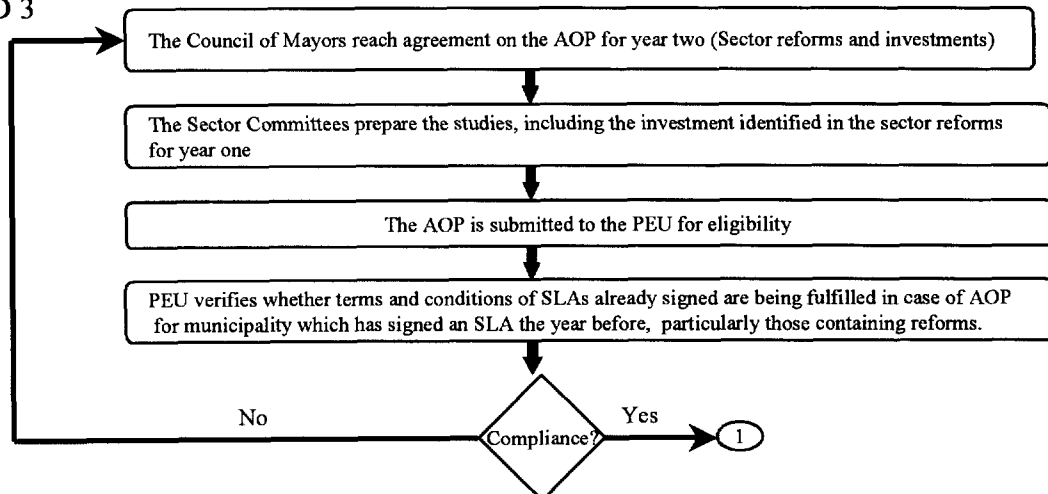 The Council of Mayors reach agreement on the AOP for year two (Sector reforms and investments)
The Sector Committees prepare the studies, including the investment identified in the sector reforms
for year one
The AOP is submitted to the PEU for eligibility
PEU verifies whether terms and conditions of SLAs already signed are being fulfilled in case of AOP
for municipality which has signed an SLA the year before, particularly those containing reforms.
No
Yes
Compliance?
1